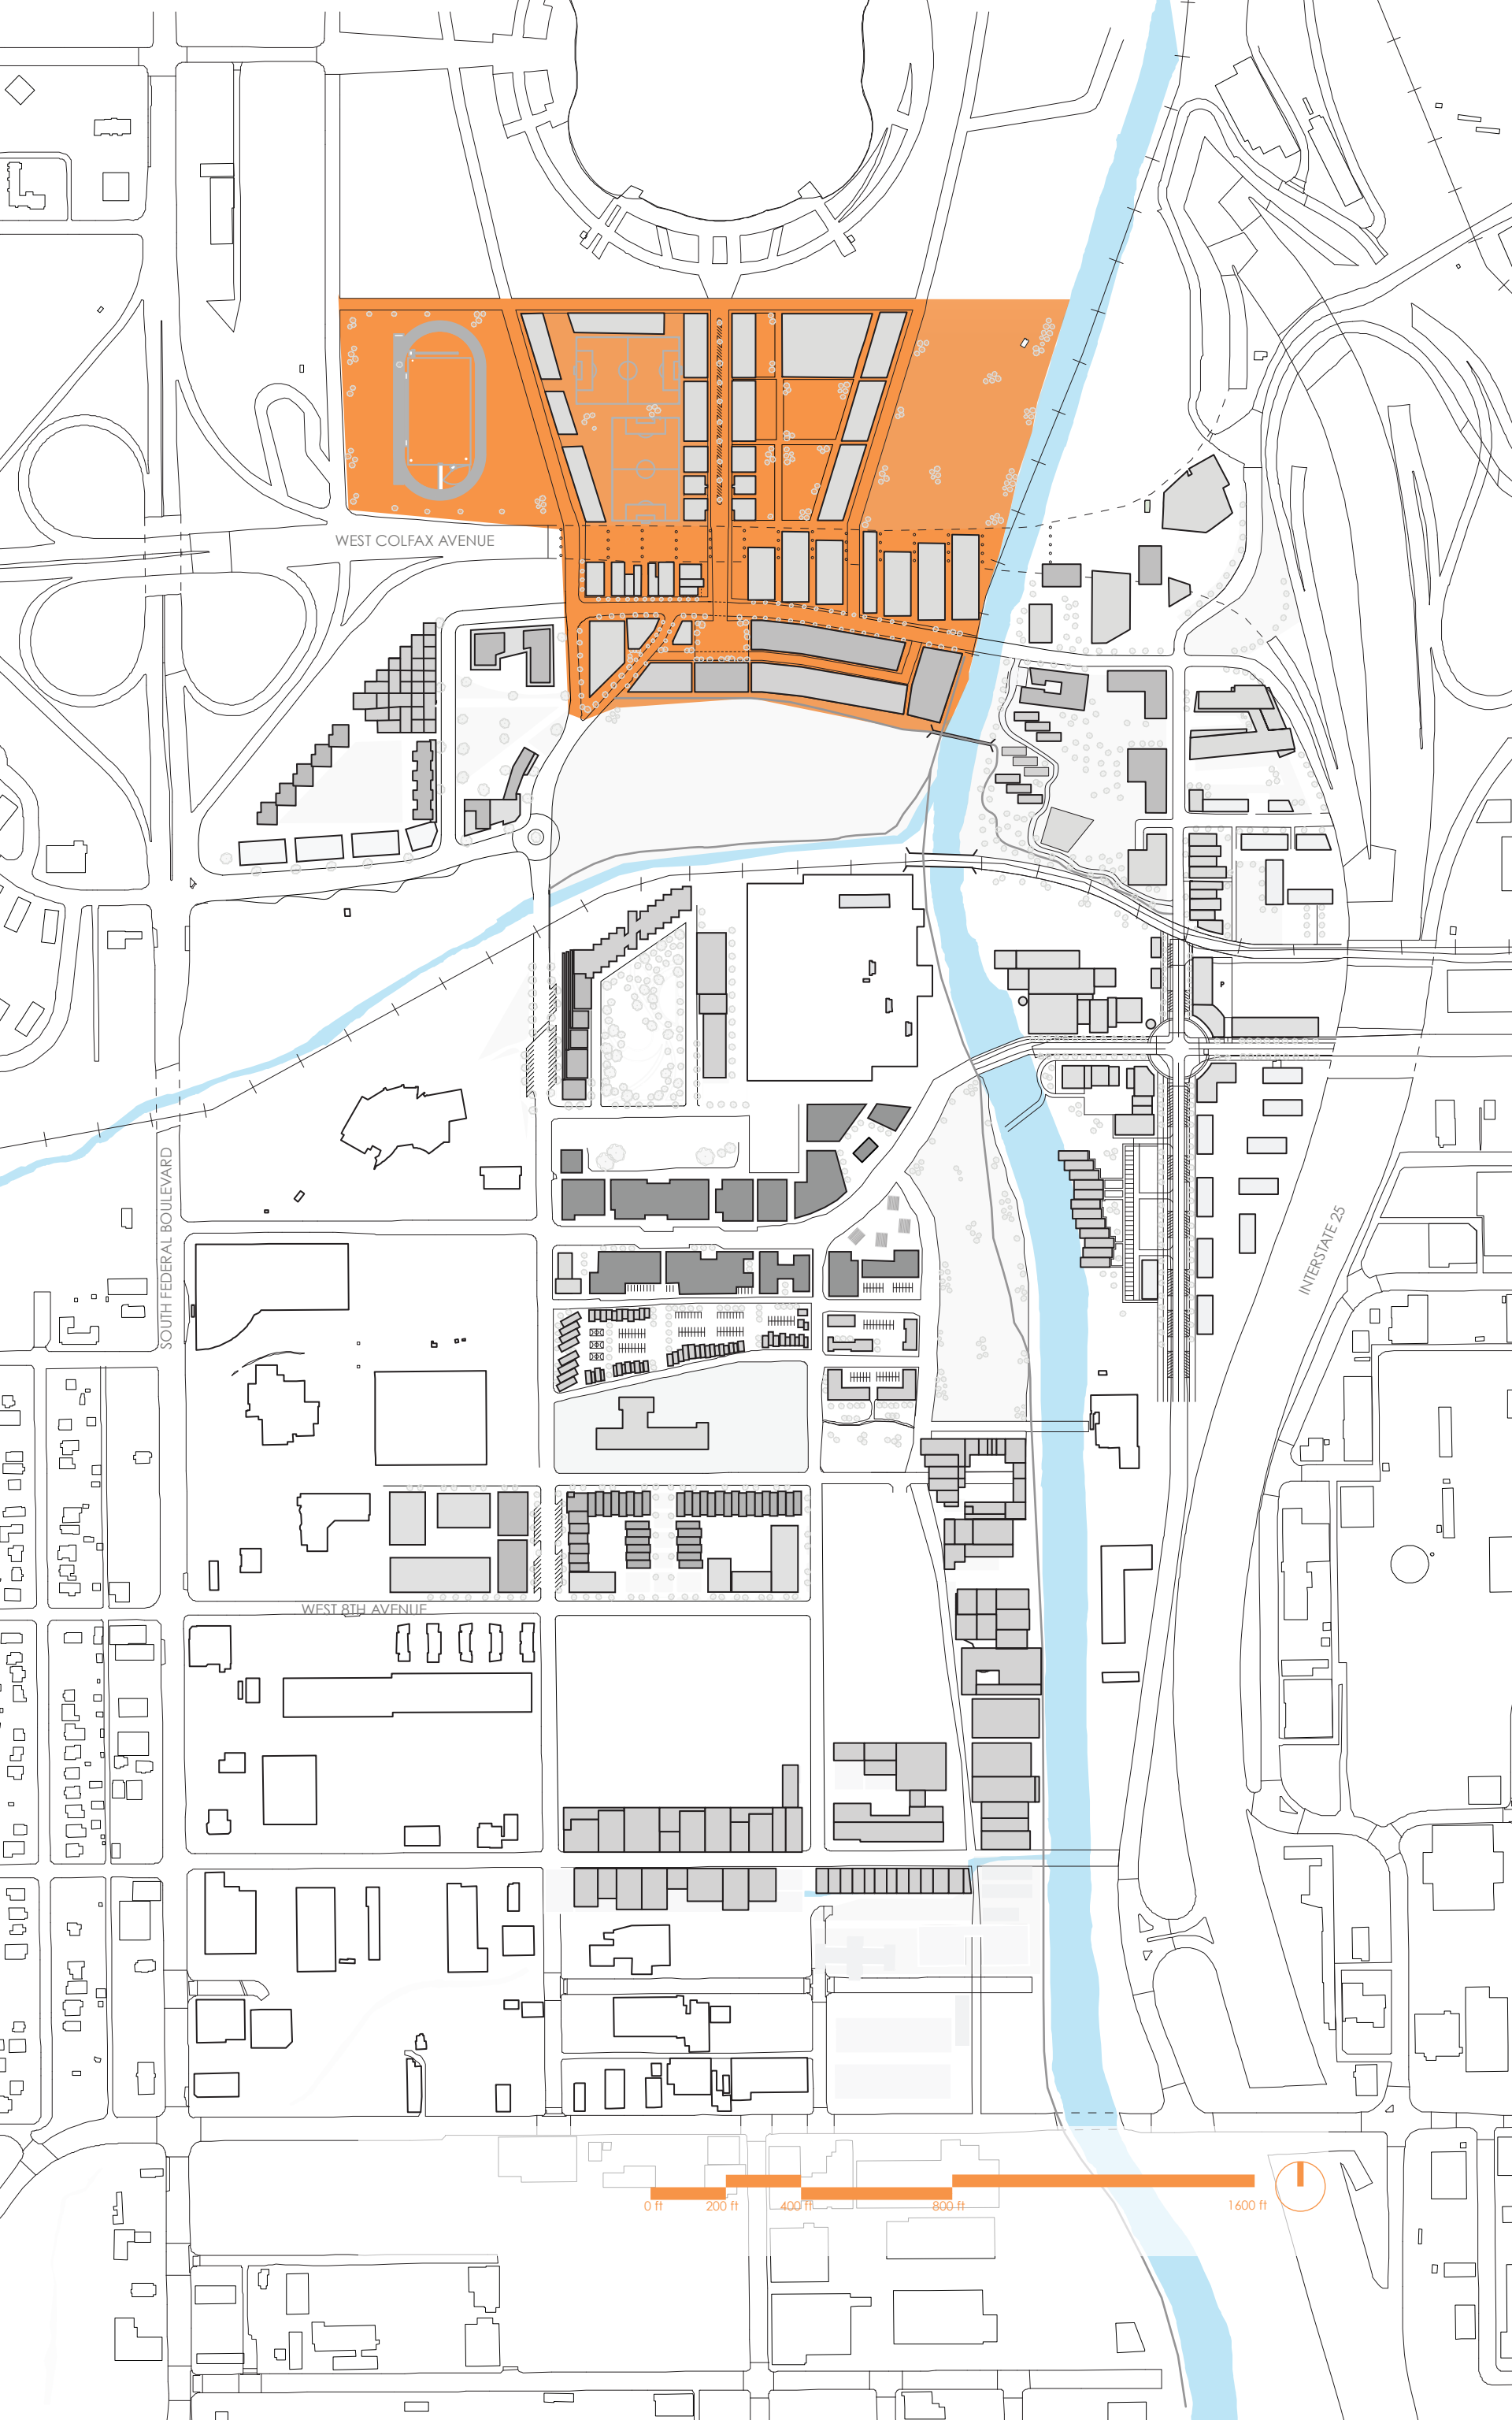 WEST COLFAX AVENUE
P
SOUTH FEDERAL BOULEVARD
INTERSTATE 25
WEST 8TH AVENUE
0 ft
200 ft
400 ft
800 ft
1600 ft